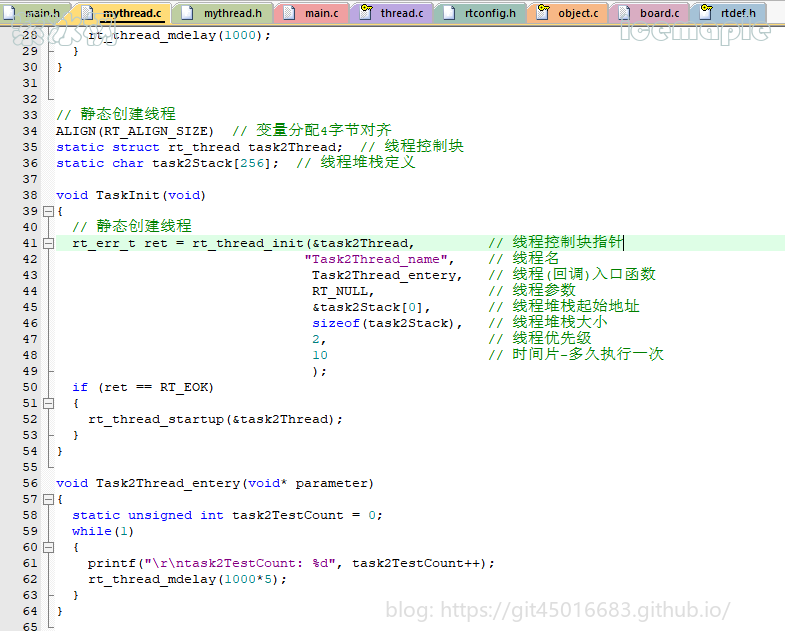 main.h mythread.c mythread.h main.c thread.c rtconfig.h object.c board.c rtdef.h
icemaple
28 rt_thread_mdelay(1000);
29 }
30 }
31
32
33 // 静态创建线程
34 ALIGN(RT_ALIGN_SIZE) // 变量分配4字节对齐
35 static struct rt_thread task2Thread; // 线程控制块
36 static char task2Stack[256]; // 线程堆栈定义
37
38 void TaskInit(void)
39 {
40 // 静态创建线程
41 rt_err_t ret = rt_thread_init(&task2Thread, // 线程控制块指针
42 "Task2Thread_name", // 线程名
43 Task2Thread_entery, // 线程(回调)入口函数
44 RT_NULL, // 线程参数
45 &task2Stack[0], // 线程堆栈起始地址
46 sizeof(task2Stack), // 线程堆栈大小
47 2, // 线程优先级
48 10 // 时间片-多久执行一次
49 );
50 if (ret == RT_EOK)
51 {
52 rt_thread_startup(&task2Thread);
53 }
54 }
55
56 void Task2Thread_entery(void* parameter)
57 {
58 static unsigned int task2TestCount = 0;
59 while(1)
60 {
61 printf("\r\ntask2TestCount: %d", task2TestCount++);
62 rt_thread_mdelay(1000*5);
63 }
64 }
65
blog: https://git45016683.github.io/